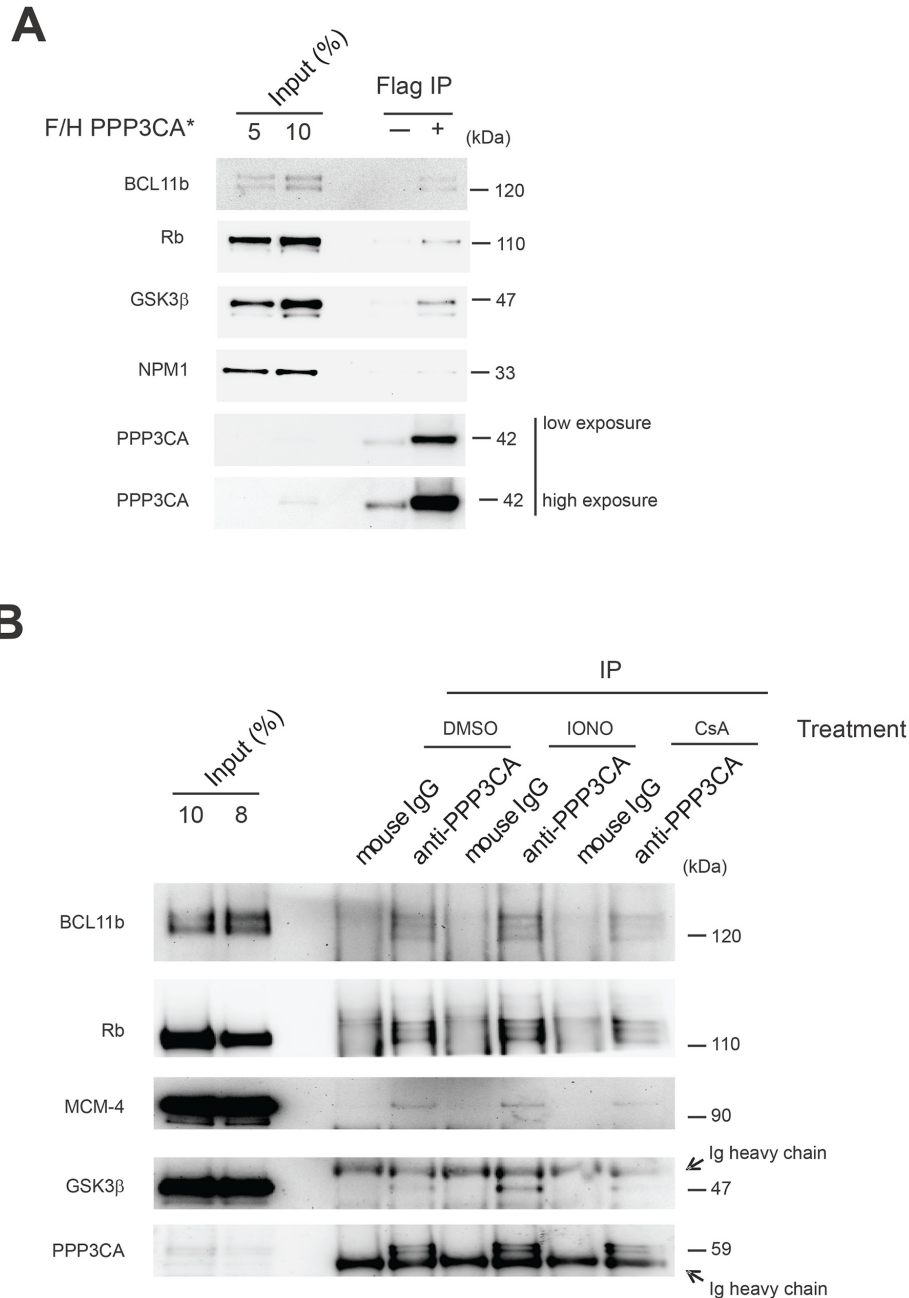 A
Input (%)
Flag IP
F/H PPP3CA* 5 10 — + (kDa)
BCL11b 120
Rb 110
GSK3β 47
NPM1 33
PPP3CA 42 low exposure
PPP3CA 42 high exposure
B
IP
Input (%) DMSO IONO CsA Treatment
10 8 mouse IgG anti-PPP3CA mouse IgG anti-PPP3CA mouse IgG anti-PPP3CA
(kDa)
BCL11b 120
Rb 110
MCM-4 90
Ig heavy chain
GSK3β 47
PPP3CA 59
Ig heavy chain